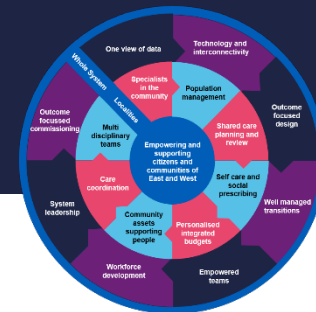 One view of data
Technology and
interconnectivity
Outcome
focused
design
Well managed
transitions
Empowered
teams
Workforce
development
System
leadership
Outcome
focussed
commissioning
Whole System
Localities
Specialists
in the
community
Population
management
Shared care
planning and
review
Self care and
social
prescribing
Personalised
integrated
budgets
Community
assets
supporting
people
Care
coordination
Multi
disciplinary
teams
Empowering and
supporting
citizens and
communities of
East and West